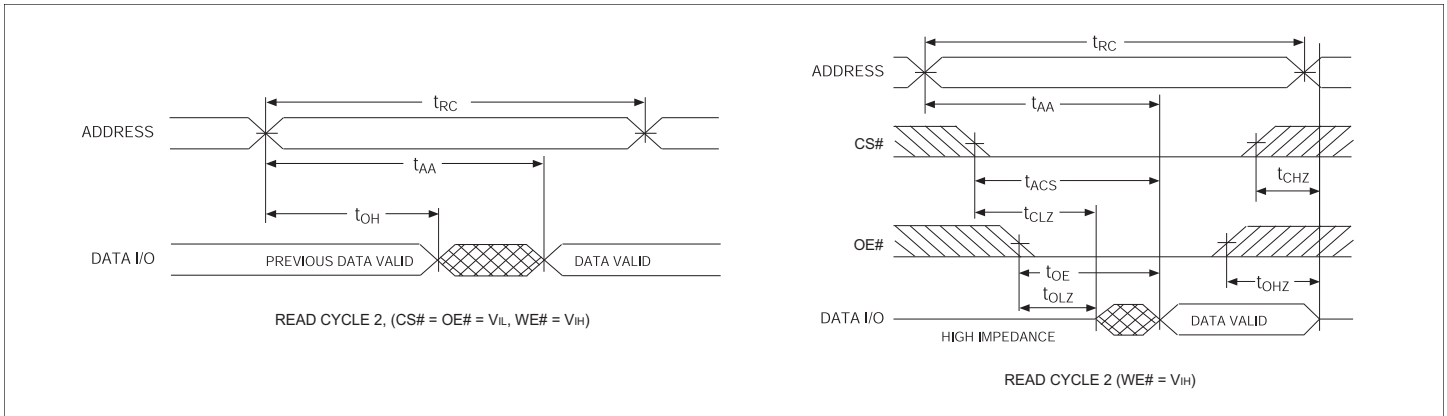 tRC
ADDRESS
tAA
tOH
DATA I/O
PREVIOUS DATA VALID
DATA VALID
READ CYCLE 2, (CS# = OE# = VIL, WE# = VIH)
tRC
ADDRESS
tAA
CS#
tACS
tCHZ
tCLZ
OE#
tOE
tOHZ
tOLZ
DATA I/O
DATA VALID
HIGH IMPEDANCE
READ CYCLE 2 (WE# = VIH)